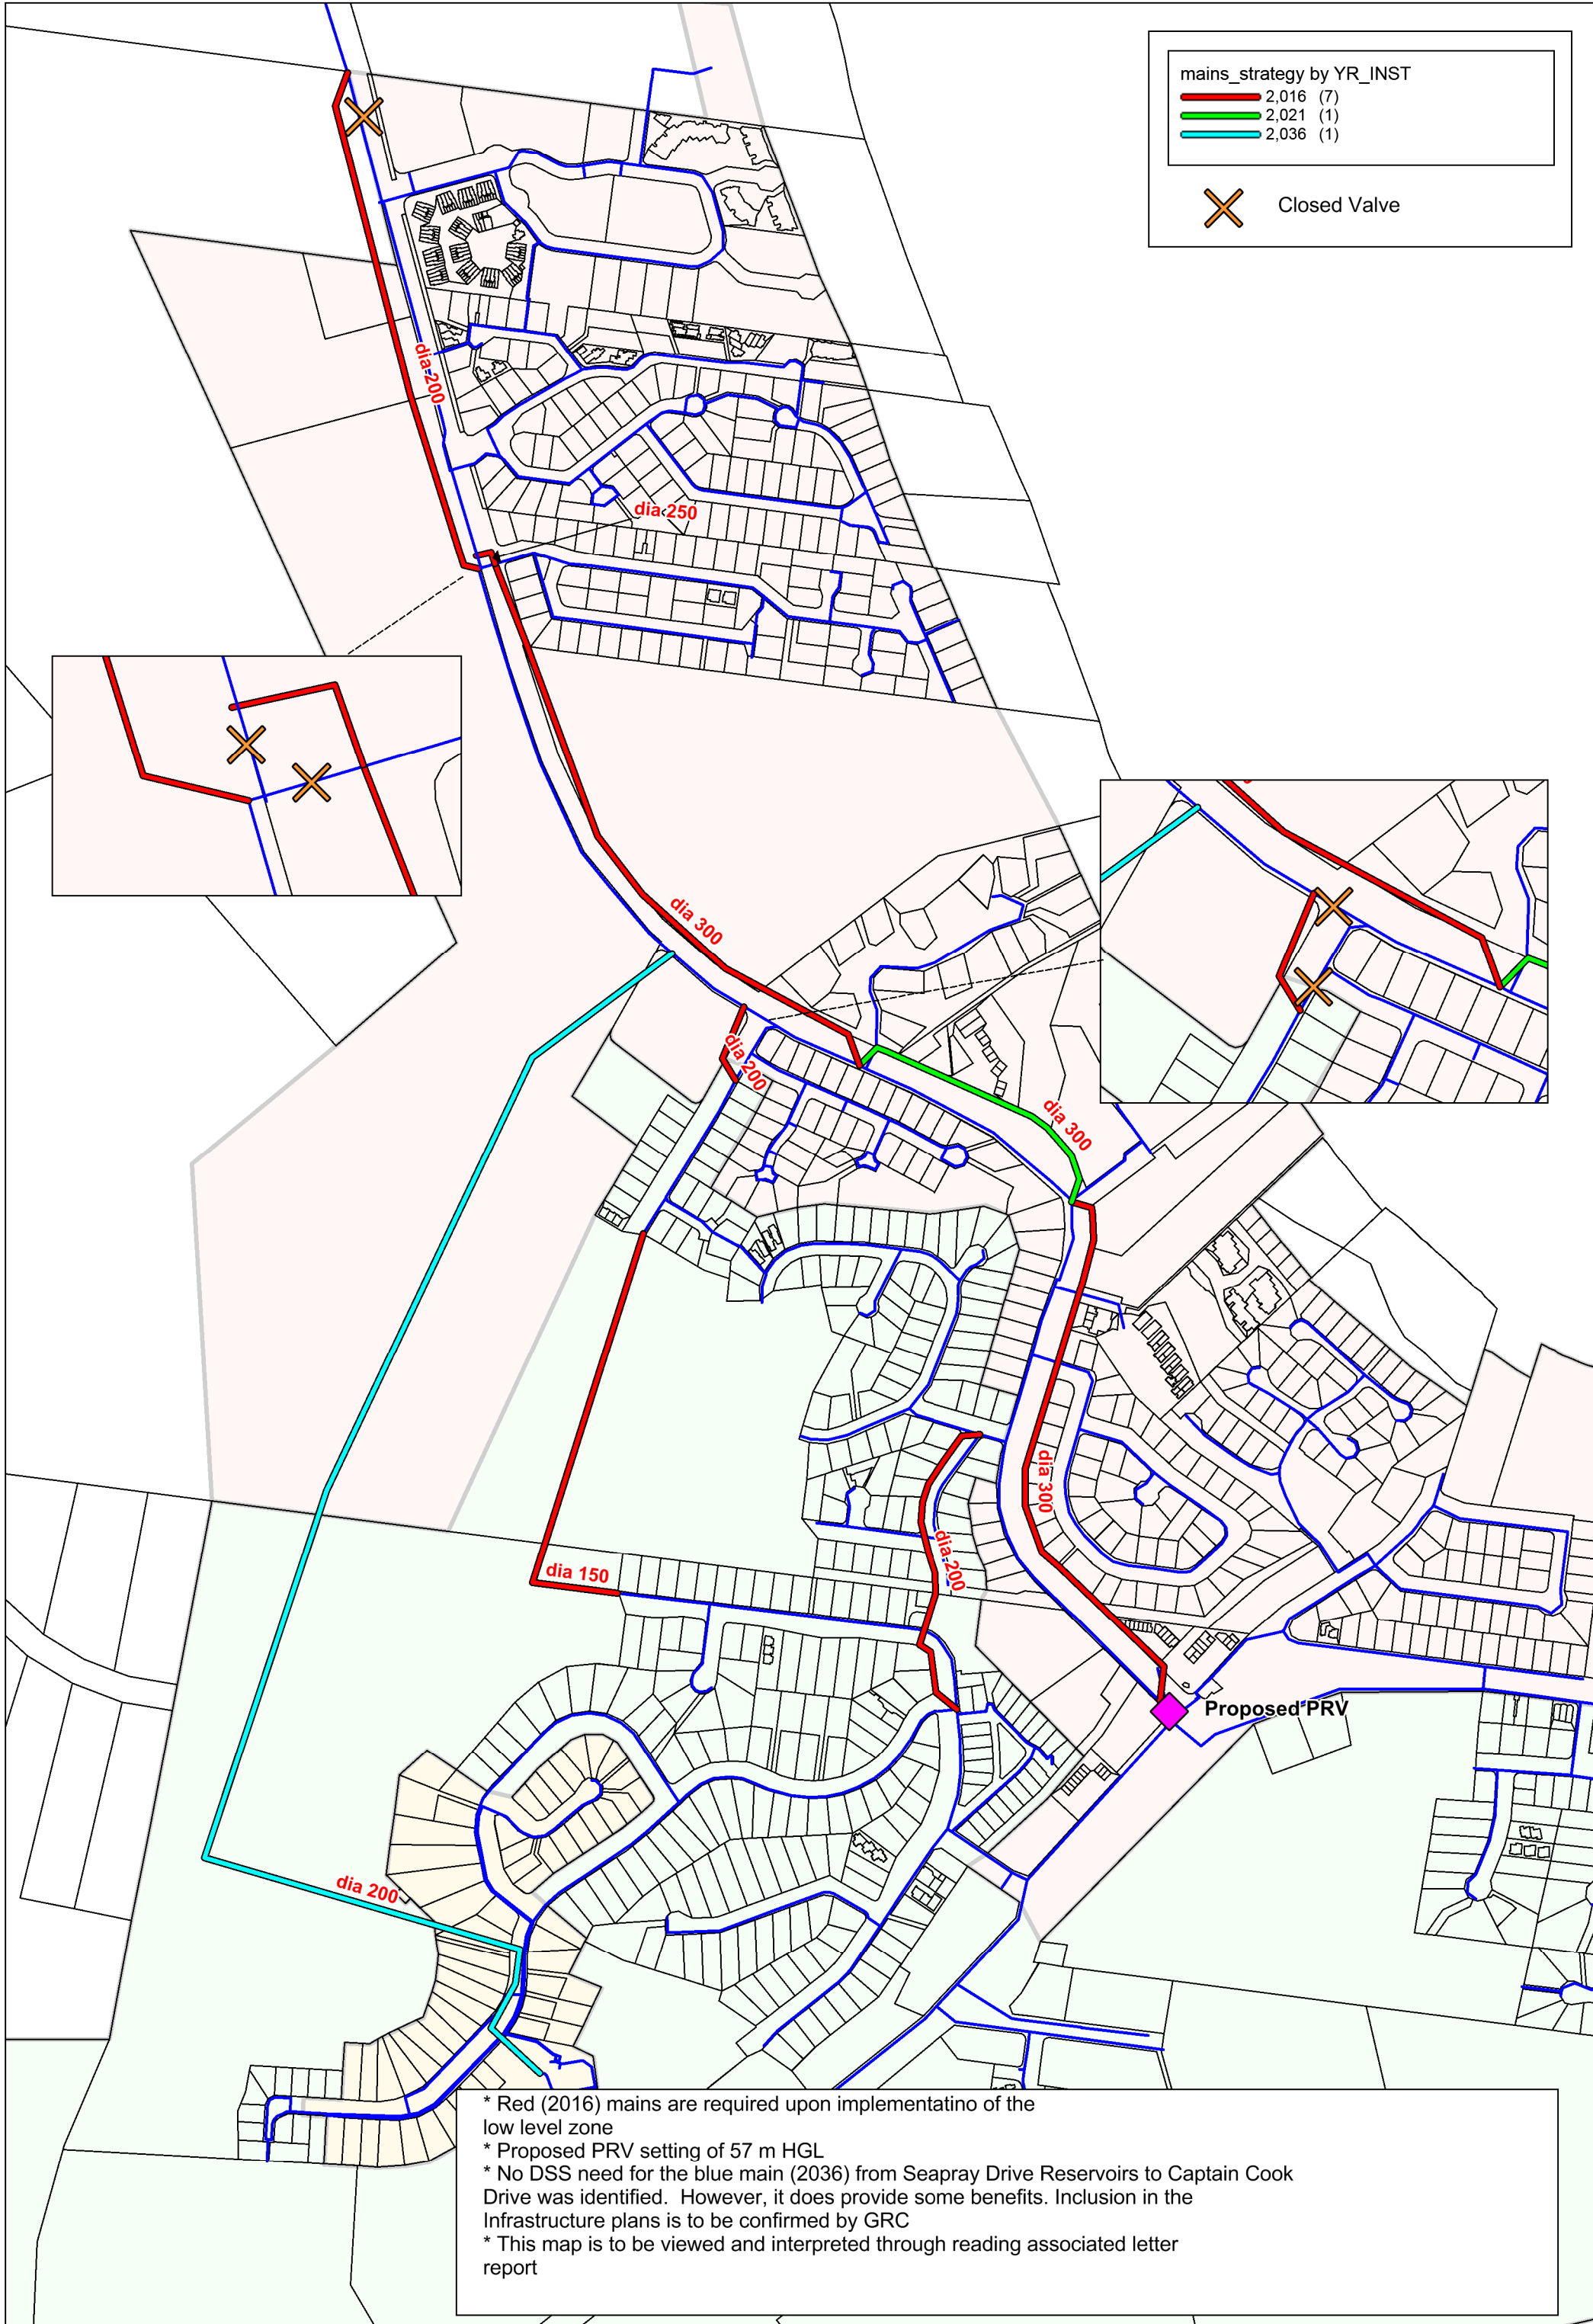 mains_strategy by YR_INST
2,016 (7)
2,021 (1)
2,036 (1)
Closed Valve
dia 200
dia 250
dia 300
dia 200
dia 300
dia 300
dia 200
dia 150
Proposed PRV
dia 200
* Red (2016) mains are required upon implementatino of the
low level zone
* Proposed PRV setting of 57 m HGL
* No DSS need for the blue main (2036) from Seapray Drive Reservoirs to Captain Cook
Drive was identified. However, it does provide some benefits. Inclusion in the
Infrastructure plans is to be confirmed by GRC
* This map is to be viewed and interpreted through reading associated letter
report